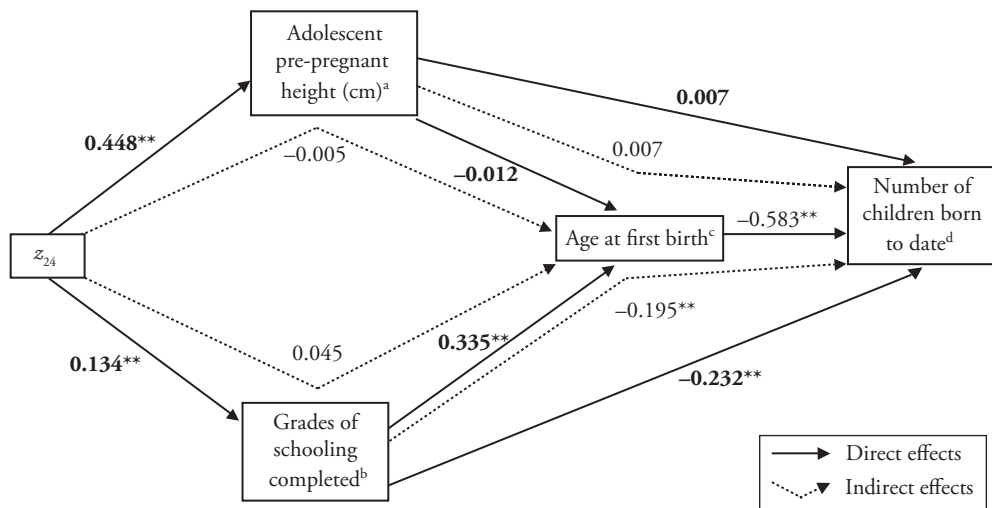 Adolescent
pre-pregnant
height (cm)ᵃ
0.007
0.448**
–0.005
–0.012
0.007
Number of
children born
to dateᵈ
z₂₄
Age at first birthᶜ
–0.583**
–0.195**
0.134**
0.045
0.335**
–0.232**
Grades of
schooling
completedᵇ
Direct effects
Indirect effects